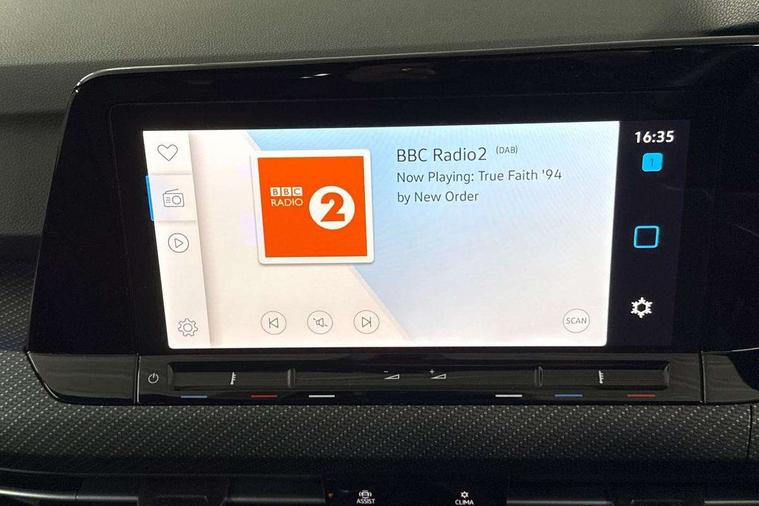 BBC Radio2 (DAB)
Now Playing: True Faith '94
by New Order
BBC
RADIO
2
16:35
1
SCAN
ASSIST
CLIMA